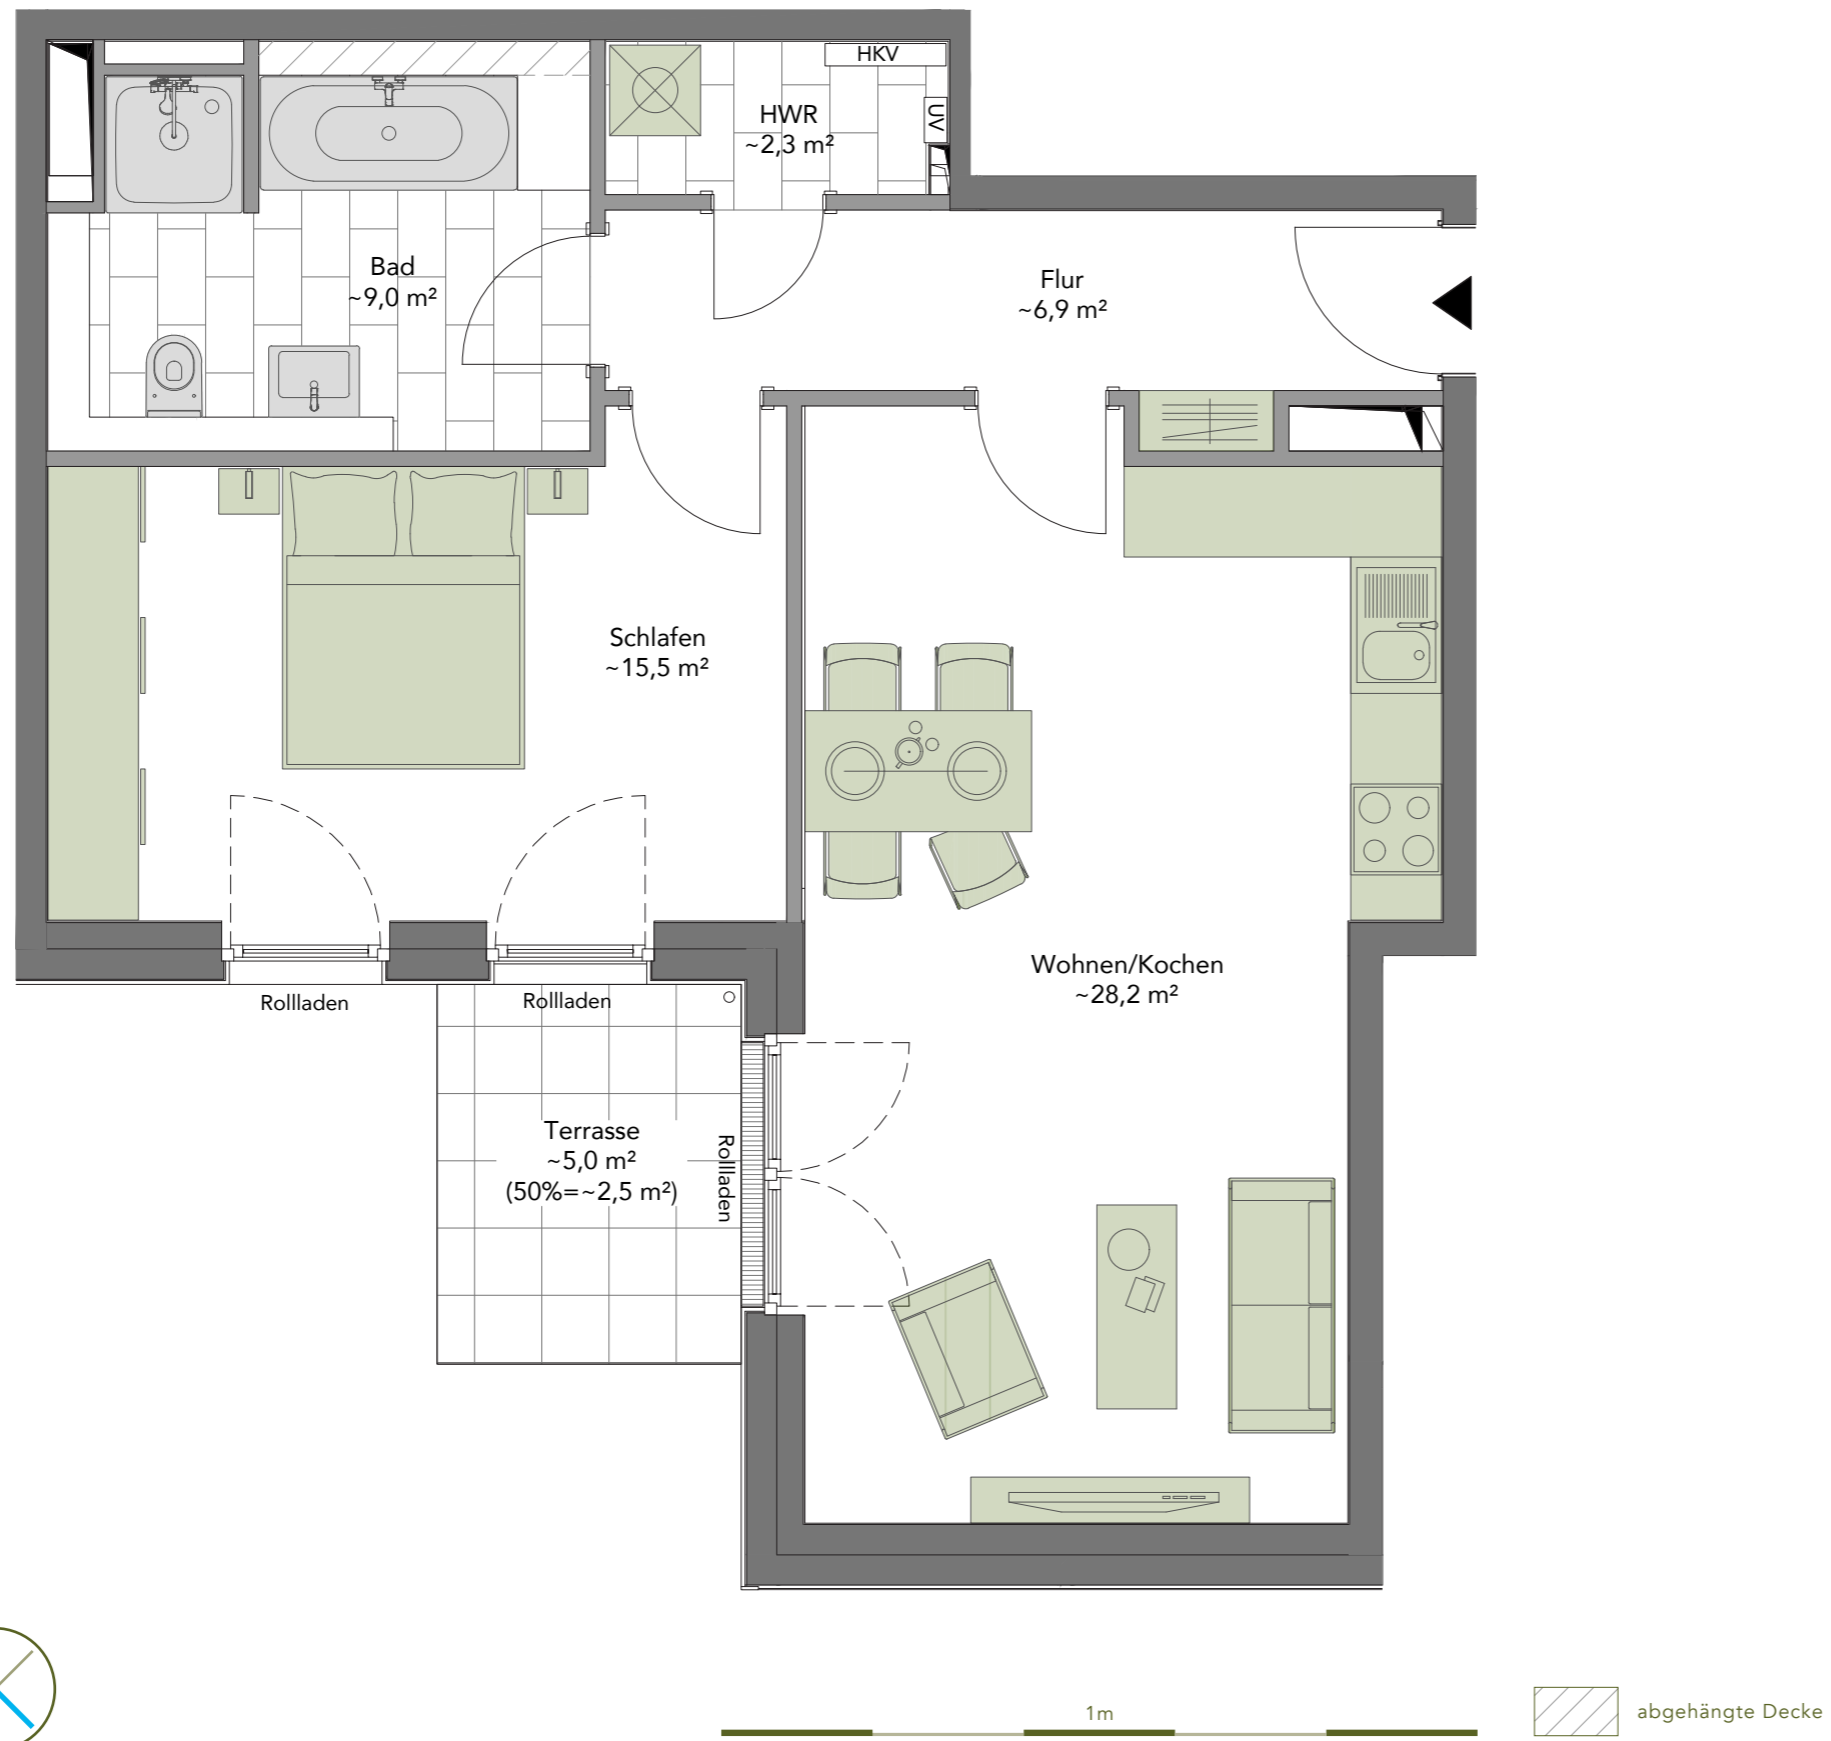 HKV
HWR
~2,3 m²
UV
Bad
~9,0 m²
Flur
~6,9 m²
Schlafen
~15,5 m²
Wohnen/Kochen
~28,2 m²
Rollladen
Rollladen
Terrasse
~5,0 m²
(50%=~2,5 m²)
Rollladen
1m
abgehängte Decke